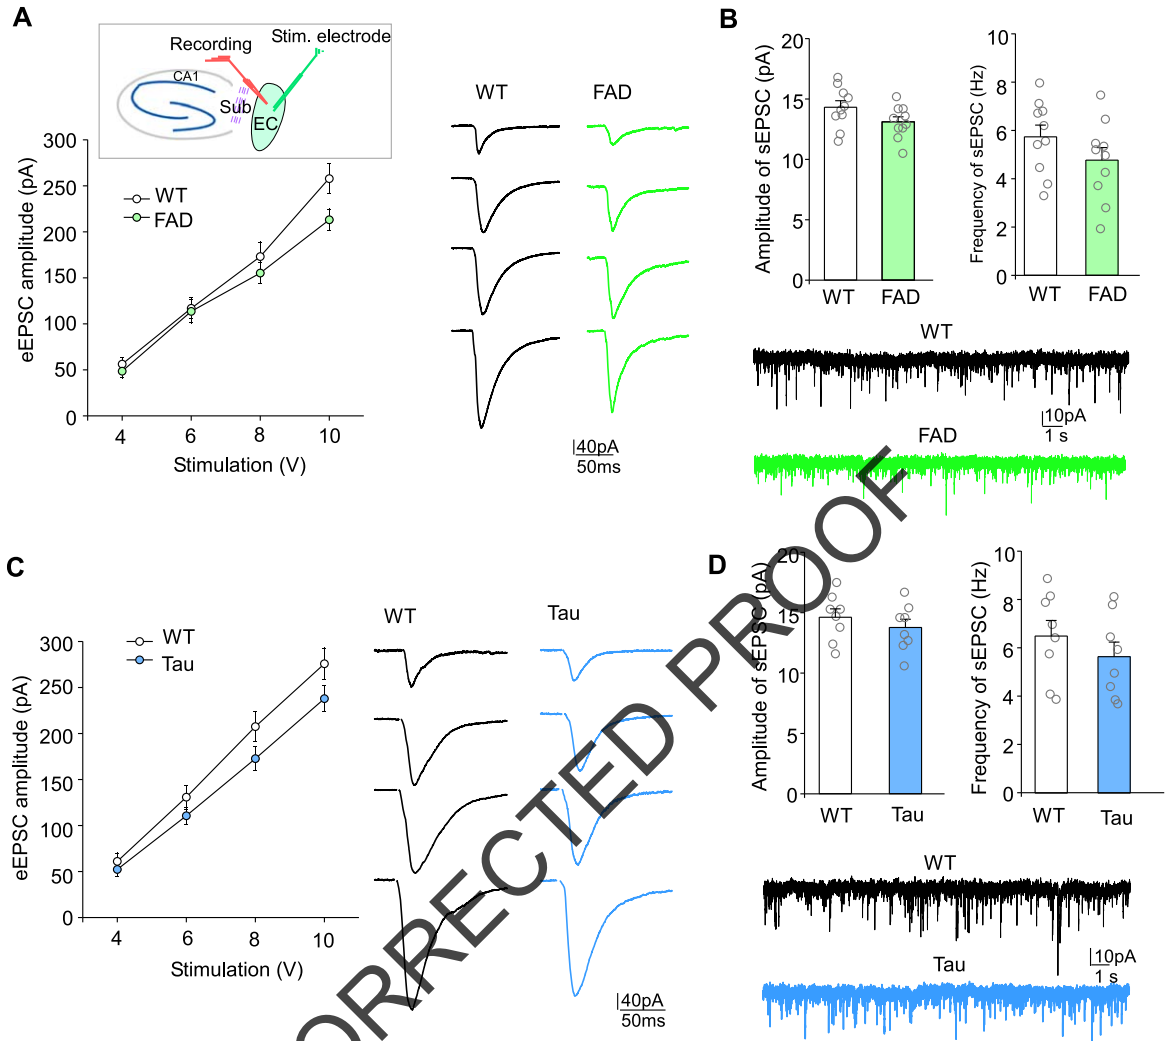 A
Recording
Stim. electrode
CA1
Sub
EC
WT
FAD
300
250
200
150
100
50
0
eEPSC amplitude (pA)
WT
FAD
4
6
8
10
Stimulation (V)
40pA
50ms
B
20
15
10
5
0
Amplitude of sEPSC (pA)
WT
FAD
10
8
6
4
2
0
Frequency of sEPSC (Hz)
WT
FAD
WT
10pA
1 s
FAD
C
300
250
200
150
100
50
0
eEPSC amplitude (pA)
WT
Tau
4
6
8
10
Stimulation (V)
WT
Tau
40pA
50ms
D
20
15
10
5
0
Amplitude of sEPSC (pA)
WT
Tau
10
8
6
4
2
0
Frequency of sEPSC (Hz)
WT
Tau
WT
Tau
10pA
1 s
ORRECTED PROOF